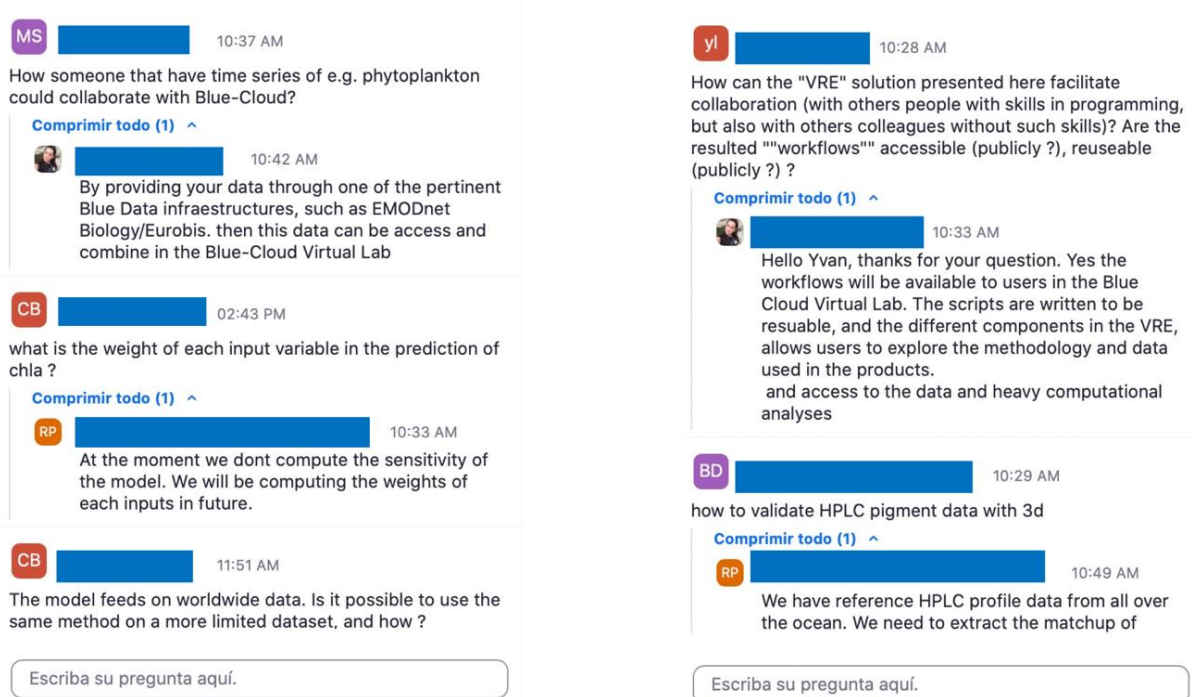 MS
10:37 AM
How someone that have time series of e.g. phytoplankton
could collaborate with Blue-Cloud?
Comprimir todo (1)
10:42 AM
By providing your data through one of the pertinent
Blue Data infraestructures, such as EMODnet
Biology/Eurobis. then this data can be access and
combine in the Blue-Cloud Virtual Lab
CB
02:43 PM
what is the weight of each input variable in the prediction of
chla ?
Comprimir todo (1)
RP
10:33 AM
At the moment we dont compute the sensitivity of
the model. We will be computing the weights of
each inputs in future.
CB
11:51 AM
The model feeds on worldwide data. Is it possible to use the
same method on a more limited dataset, and how ?
Escriba su pregunta aquí.
yl
10:28 AM
How can the "VRE" solution presented here facilitate
collaboration (with others people with skills in programming,
but also with others colleagues without such skills)? Are the
resulted ""workflows"" accessible (publicly ?), reuseable
(publicly ?) ?
Comprimir todo (1)
10:33 AM
Hello Yvan, thanks for your question. Yes the
workflows will be available to users in the Blue
Cloud Virtual Lab. The scripts are written to be
resuable, and the different components in the VRE,
allows users to explore the methodology and data
used in the products.
and access to the data and heavy computational
analyses
BD
10:29 AM
how to validate HPLC pigment data with 3d
Comprimir todo (1)
RP
10:49 AM
We have reference HPLC profile data from all over
the ocean. We need to extract the matchup of
Escriba su pregunta aquí.